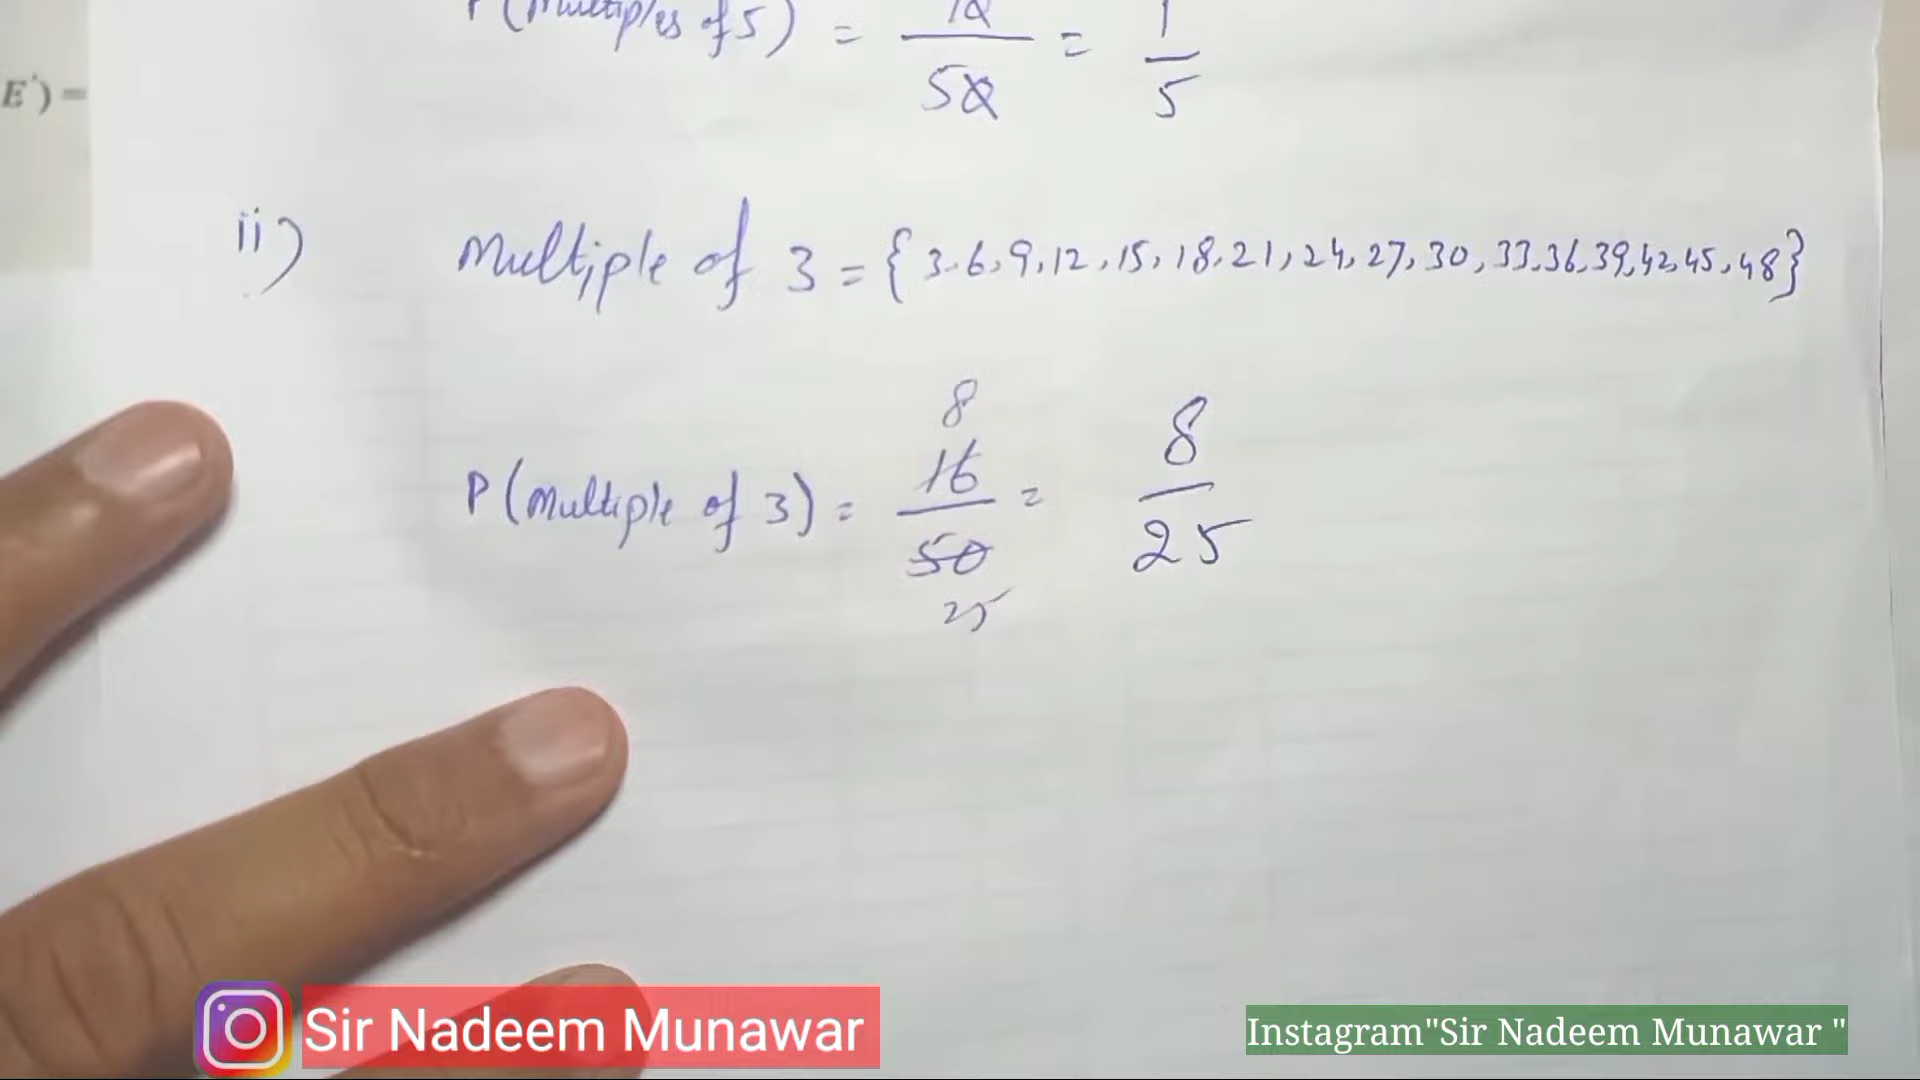 P(Multiples of 5) = 10/50 = 1/5
E') =
ii) Multiple of 3 = {3, 6, 9, 12, 15, 18, 21, 24, 27, 30, 33, 36, 39, 42, 45, 48}
8
P(Multiple of 3) = 16/50 = 8/25
25
Sir Nadeem Munawar
Instagram"Sir Nadeem Munawar "